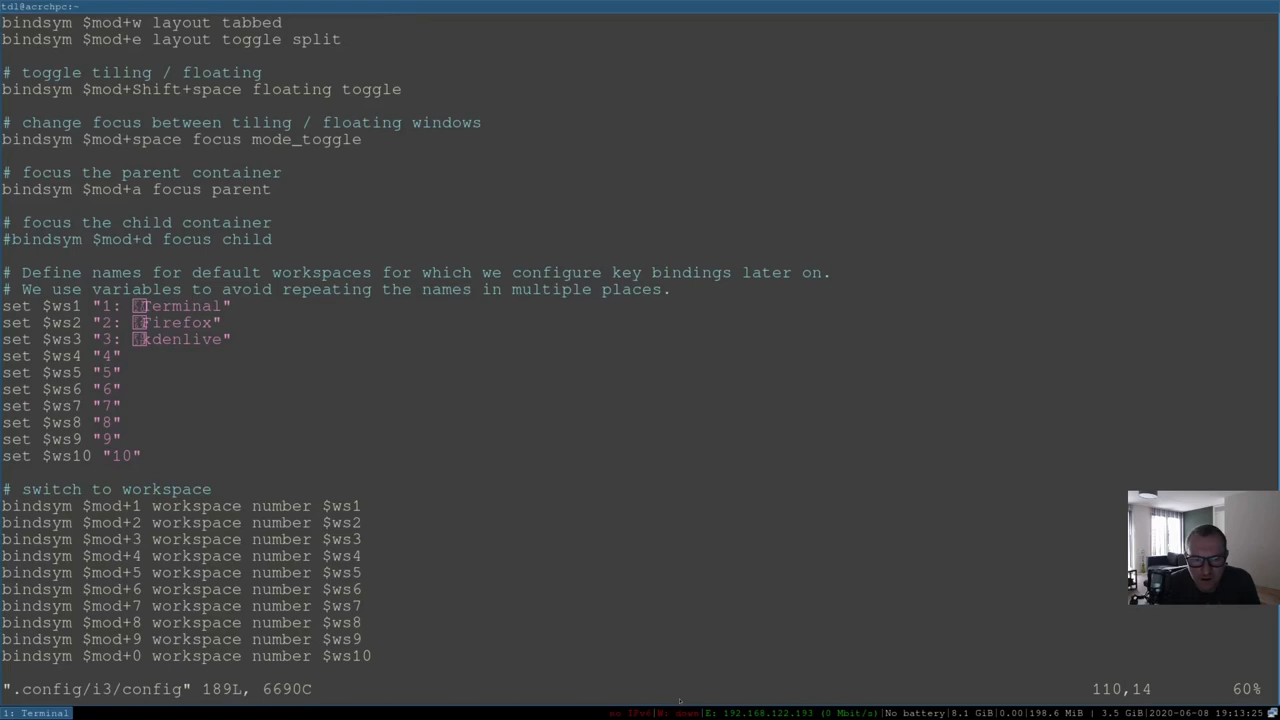 tdl@acrchpc:~
bindsym $mod+w layout tabbed
bindsym $mod+e layout toggle split
# toggle tiling / floating
bindsym $mod+Shift+space floating toggle
# change focus between tiling / floating windows
bindsym $mod+space focus mode_toggle
# focus the parent container
bindsym $mod+a focus parent
# focus the child container
#bindsym $mod+d focus child
# Define names for default workspaces for which we configure key bindings later on.
# We use variables to avoid repeating the names in multiple places.
set $ws1 "1: Terminal"
set $ws2 "2: Firefox"
set $ws3 "3: kdenlive"
set $ws4 "4"
set $ws5 "5"
set $ws6 "6"
set $ws7 "7"
set $ws8 "8"
set $ws9 "9"
set $ws10 "10"
# switch to workspace
bindsym $mod+1 workspace number $ws1
bindsym $mod+2 workspace number $ws2
bindsym $mod+3 workspace number $ws3
bindsym $mod+4 workspace number $ws4
bindsym $mod+5 workspace number $ws5
bindsym $mod+6 workspace number $ws6
bindsym $mod+7 workspace number $ws7
bindsym $mod+8 workspace number $ws8
bindsym $mod+9 workspace number $ws9
bindsym $mod+0 workspace number $ws10
".config/i3/config" 189L, 6690C 110,14 60%
1: Terminal no IPv6|W: down|E: 192.168.122.193 (0 Mbit/s)|No battery|8.1 GiB|0.00|198.6 MiB | 3.5 GiB|2020-06-08 19:13:25